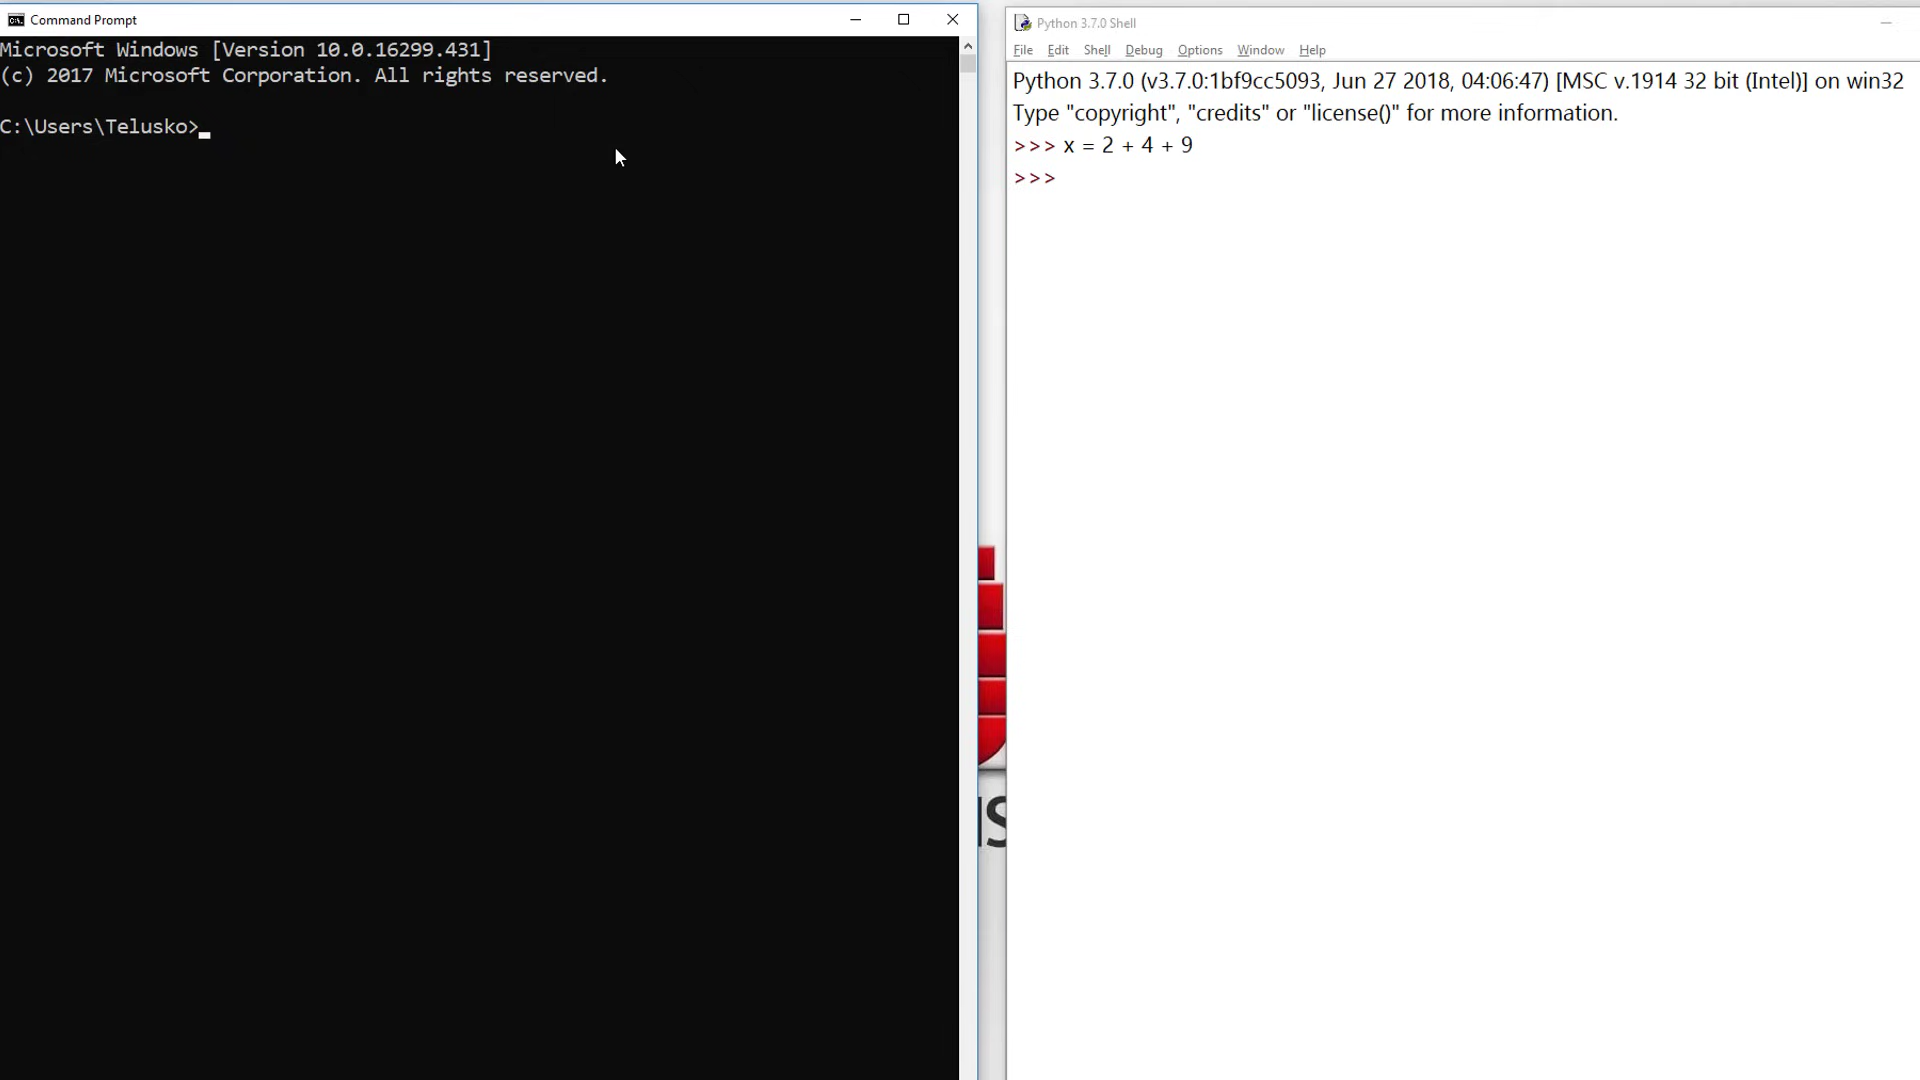 Command Prompt
Microsoft Windows [Version 10.0.16299.431]
(c) 2017 Microsoft Corporation. All rights reserved.
C:\Users\Telusko>
Python 3.7.0 Shell
File Edit Shell Debug Options Window Help
Python 3.7.0 (v3.7.0:1bf9cc5093, Jun 27 2018, 04:06:47) [MSC v.1914 32 bit (Intel)] on win32
Type "copyright", "credits" or "license()" for more information.
>>> x = 2 + 4 + 9
>>>